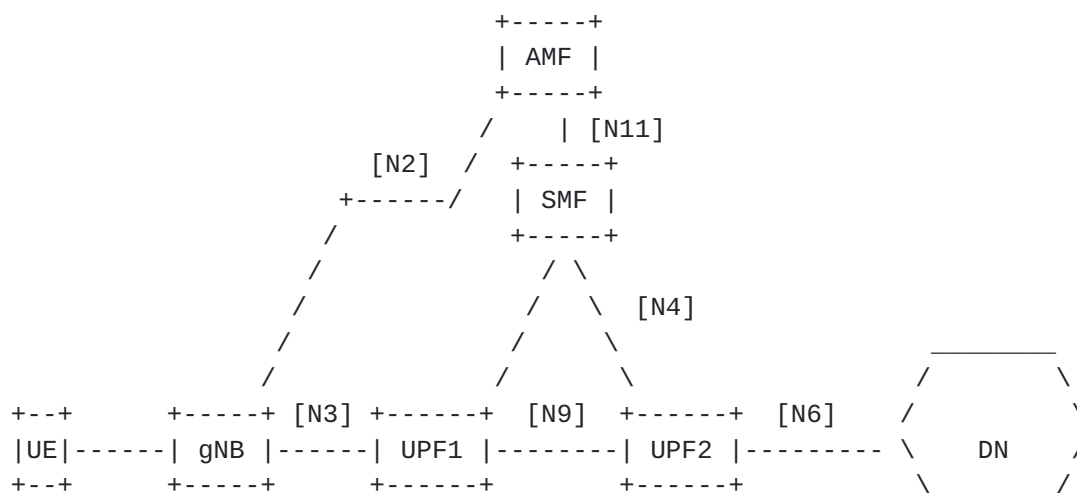 AMF
[N11]
[N2]
SMF
[N4]
[N3] [N9] [N6]
UE gNB UPF1 UPF2 DN